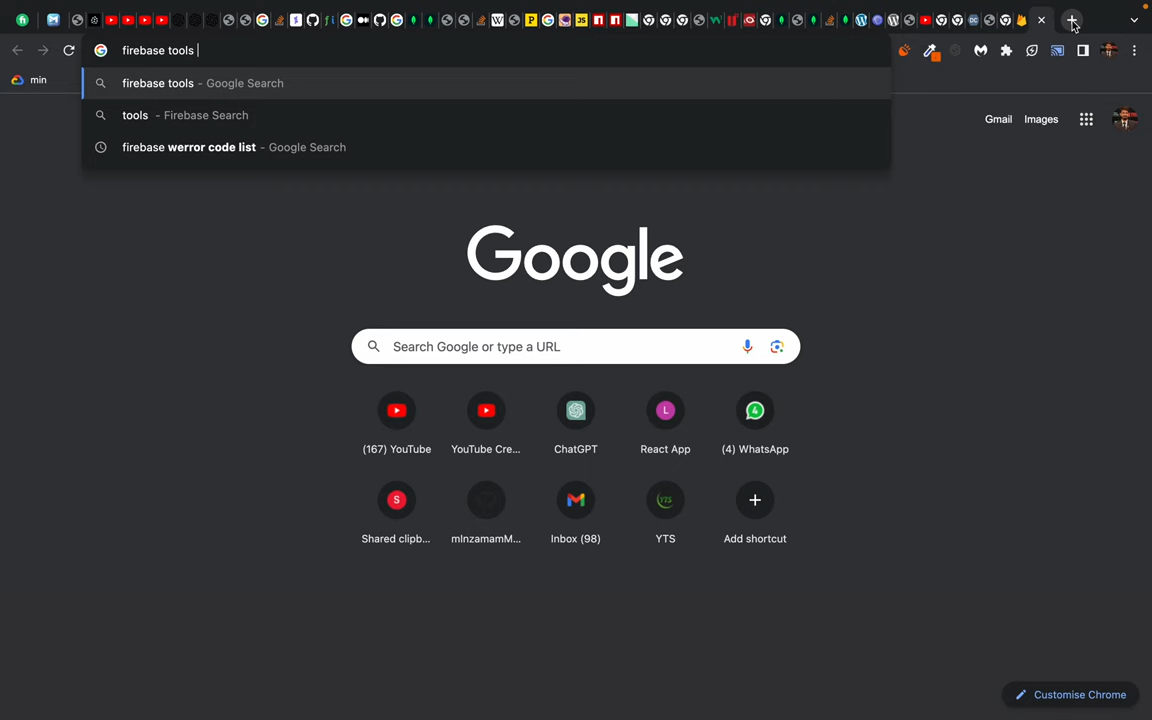 firebase tools
min
firebase tools - Google Search
tools - Firebase Search
firebase werror code list - Google Search
Gmail Images
Google
Search Google or type a URL
(167) YouTube YouTube Cre... ChatGPT React App (4) WhatsApp
Shared clipb... mInzamamM... Inbox (98) YTS Add shortcut
Customise Chrome